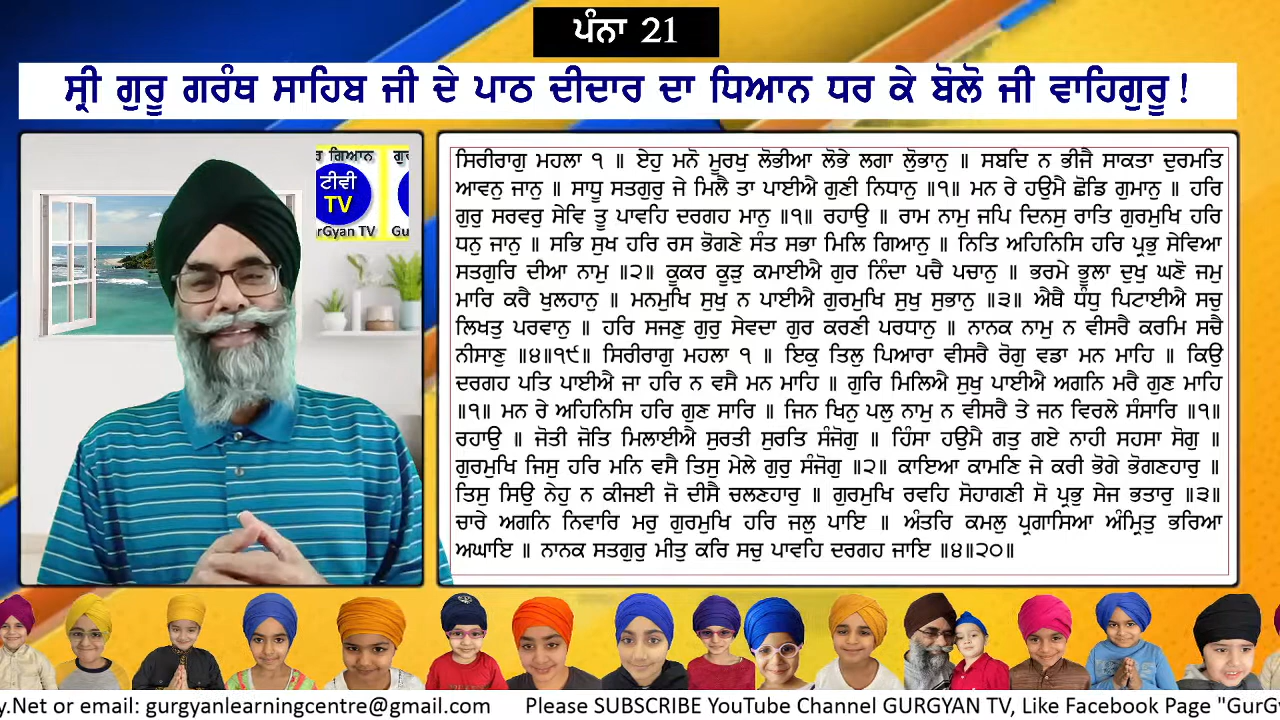 ਪੰਨਾ 21
ਸ੍ਰੀ ਗੁਰੂ ਗਰੰਥ ਸਾਹਿਬ ਜੀ ਦੇ ਪਾਠ ਦੀਦਾਰ ਦਾ ਧਿਆਨ ਧਰ ਕੇ ਬੋਲੋ ਜੀ ਵਾਹਿਗੁਰੂ!
ਗਿਆਨ
ਟੀਵੀ
TV
rGyan TV
Gu
ਸਿਰੀਰਾਗੁ ਮਹਲਾ ੧ ॥ ਏਹੁ ਮਨੋ ਮੂਰਖੁ ਲੋਭੀਆ ਲੋਭੇ ਲਗਾ ਲੋੁਭਾਨੁ ॥ ਸਬਦਿ ਨ ਭੀਜੈ ਸਾਕਤਾ ਦੁਰਮਤਿ
ਆਵਨੁ ਜਾਨੁ ॥ ਸਾਧੂ ਸਤਗੁਰੁ ਜੇ ਮਿਲੈ ਤਾ ਪਾਈਐ ਗੁਣੀ ਨਿਧਾਨੁ ॥੧॥ ਮਨ ਰੇ ਹਉਮੈ ਛੋਡਿ ਗੁਮਾਨੁ ॥ ਹਰਿ
ਗੁਰੁ ਸਰਵਰੁ ਸੇਵਿ ਤੂ ਪਾਵਹਿ ਦਰਗਹ ਮਾਨੁ ॥੧॥ ਰਹਾਉ ॥ ਰਾਮ ਨਾਮੁ ਜਪਿ ਦਿਨਸੁ ਰਾਤਿ ਗੁਰਮੁਖਿ ਹਰਿ
ਧਨੁ ਜਾਨੁ ॥ ਸਭਿ ਸੁਖ ਹਰਿ ਰਸ ਭੋਗਣੇ ਸੰਤ ਸਭਾ ਮਿਲਿ ਗਿਆਨੁ ॥ ਨਿਤਿ ਅਹਿਨਿਸਿ ਹਰਿ ਪ੍ਰਭੁ ਸੇਵਿਆ
ਸਤਗੁਰਿ ਦੀਆ ਨਾਮੁ ॥੨॥ ਕੂਕਰ ਕੂੜੁ ਕਮਾਈਐ ਗੁਰ ਨਿੰਦਾ ਪਚੈ ਪਚਾਨੁ ॥ ਭਰਮੇ ਭੂਲਾ ਦੁਖੁ ਘਣੋ ਜਮੁ
ਮਾਰਿ ਕਰੈ ਖੁਲਹਾਨੁ ॥ ਮਨਮੁਖਿ ਸੁਖੁ ਨ ਪਾਈਐ ਗੁਰਮੁਖਿ ਸੁਖੁ ਸੁਭਾਨੁ ॥੩॥ ਐਥੈ ਧੰਧੁ ਪਿਟਾਈਐ ਸਚੁ
ਲਿਖਤੁ ਪਰਵਾਨੁ ॥ ਹਰਿ ਸਜਣੁ ਗੁਰੁ ਸੇਵਦਾ ਗੁਰ ਕਰਣੀ ਪਰਧਾਨੁ ॥ ਨਾਨਕ ਨਾਮੁ ਨ ਵੀਸਰੈ ਕਰਮਿ ਸਚੈ
ਨੀਸਾਣੁ ॥੪॥੧੯॥ ਸਿਰੀਰਾਗੁ ਮਹਲਾ ੧ ॥ ਇਕੁ ਤਿਲੁ ਪਿਆਰਾ ਵੀਸਰੈ ਰੋਗੁ ਵਡਾ ਮਨ ਮਾਹਿ ॥ ਕਿਉ
ਦਰਗਹ ਪਤਿ ਪਾਈਐ ਜਾ ਹਰਿ ਨ ਵਸੈ ਮਨ ਮਾਹਿ ॥ ਗੁਰਿ ਮਿਲਿਐ ਸੁਖੁ ਪਾਈਐ ਅਗਨਿ ਮਰੈ ਗੁਣ ਮਾਹਿ
॥੧॥ ਮਨ ਰੇ ਅਹਿਨਿਸਿ ਹਰਿ ਗੁਣ ਸਾਰਿ ॥ ਜਿਨ ਖਿਨੁ ਪਲੁ ਨਾਮੁ ਨ ਵੀਸਰੈ ਤੇ ਜਨ ਵਿਰਲੇ ਸੰਸਾਰਿ ॥੧॥
ਰਹਾਉ ॥ ਜੋਤੀ ਜੋਤਿ ਮਿਲਾਈਐ ਸੁਰਤੀ ਸੁਰਤਿ ਸੰਜੋਗੁ ॥ ਹਿੰਸਾ ਹਉਮੈ ਗਤੁ ਗਏ ਨਾਹੀ ਸਹਸਾ ਸੋਗੁ ॥
ਗੁਰਮੁਖਿ ਜਿਸੁ ਹਰਿ ਮਨਿ ਵਸੈ ਤਿਸੁ ਮੇਲੇ ਗੁਰੁ ਸੰਜੋਗੁ ॥੨॥ ਕਾਇਆ ਕਾਮਣਿ ਜੇ ਕਰੀ ਭੋਗੇ ਭੋਗਣਹਾਰੁ ॥
ਤਿਸੁ ਸਿਉ ਨੇਹੁ ਨ ਕੀਜਈ ਜੋ ਦੀਸੈ ਚਲਣਹਾਰੁ ॥ ਗੁਰਮੁਖਿ ਰਵਹਿ ਸੋਹਾਗਣੀ ਸੋ ਪ੍ਰਭੁ ਸੇਜ ਭਤਾਰੁ ॥੩॥
ਚਾਰੇ ਅਗਨਿ ਨਿਵਾਰਿ ਮਰੁ ਗੁਰਮੁਖਿ ਹਰਿ ਜਲੁ ਪਾਇ ॥ ਅੰਤਰਿ ਕਮਲੁ ਪ੍ਰਗਾਸਿਆ ਅੰਮ੍ਰਿਤੁ ਭਰਿਆ
ਅਘਾਇ ॥ ਨਾਨਕ ਸਤਗੁਰੁ ਮੀਤੁ ਕਰਿ ਸਚੁ ਪਾਵਹਿ ਦਰਗਹ ਜਾਇ ॥੪॥੨੦॥
y.Net or email: gurgyanlearningcentre@gmail.com Please SUBSCRIBE YouTube Channel GURGYAN TV, Like Facebook Page "GurG